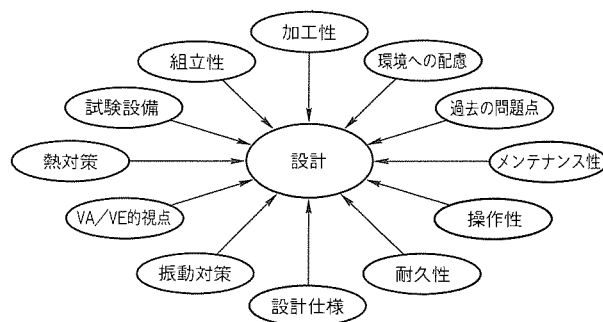 加工性
組立性
環境への配慮
試験設備
過去の問題点
熱対策
設計
メンテナンス性
VA/VE的視点
操作性
振動対策
耐久性
設計仕様